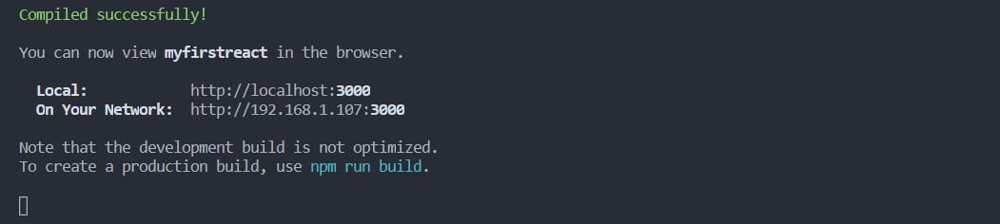 Compiled successfully!
You can now view myfirstreact in the browser.
Local: http://localhost:3000
On Your Network: http://192.168.1.107:3000
Note that the development build is not optimized.
To create a production build, use npm run build.